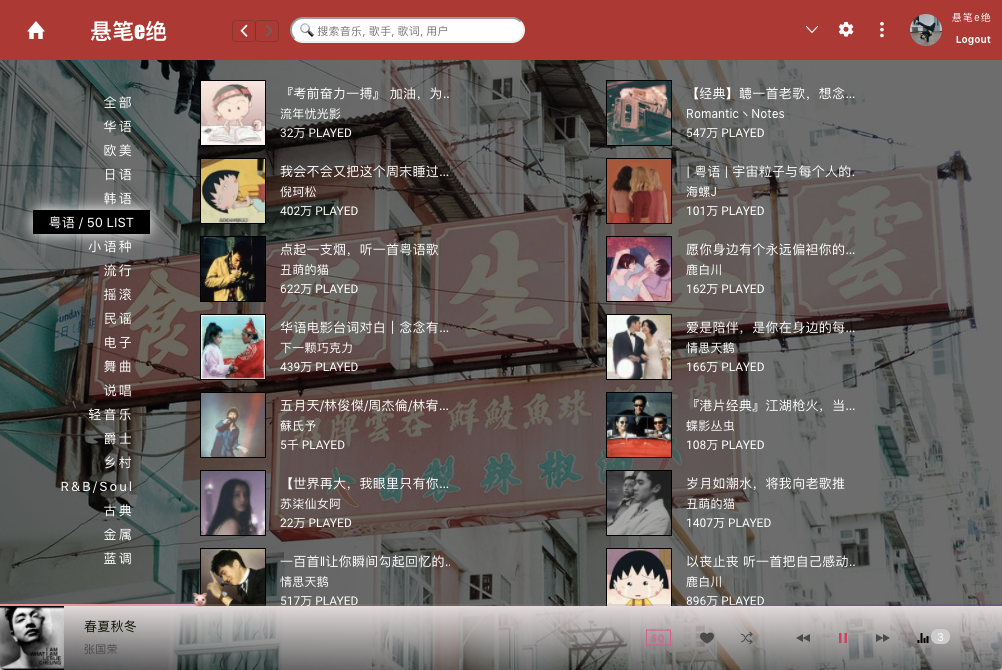 悬笔e绝
搜索音乐, 歌手, 歌词, 用户
悬笔e绝
Logout
全部
华语
欧美
日语
韩语
粤语 / 50 LIST
小语种
流行
摇滚
民谣
电子
舞曲
说唱
轻音乐
爵士
乡村
R&B/Soul
古典
金属
蓝调
『考前奋力一搏』 加油，为..
流年忧光影
32万 PLAYED
我会不会又把这个周末睡过...
倪珂松
402万 PLAYED
点起一支烟，听一首粤语歌
丑萌的猫
622万 PLAYED
华语电影台词对白｜念念有...
下一颗巧克力
439万 PLAYED
五月天/林俊傑/周杰倫/林宥...
蘇氏予
5千 PLAYED
【世界再大，我眼里只有你...
苏柒仙女阿
22万 PLAYED
一百首‖让你瞬间勾起回忆的..
情思天鹅
517万 PLAYED
【经典】聽一首老歌，想念...
Romantic丶Notes
547万 PLAYED
| 粤语 | 宇宙粒子与每个人的.
海螺J
101万 PLAYED
愿你身边有个永远偏袒你的...
鹿白川
162万 PLAYED
爱是陪伴，是你在身边的每...
情思天鹅
166万 PLAYED
『港片经典』江湖枪火，当...
蝶影丛虫
108万 PLAYED
岁月如潮水，将我向老歌推
丑萌的猫
1407万 PLAYED
以丧止丧 听一首把自己感动..
鹿白川
896万 PLAYED
生
雲
牌雲吞鮮鯪魚球
自製辣椒
春夏秋冬
张国荣
SQ
3